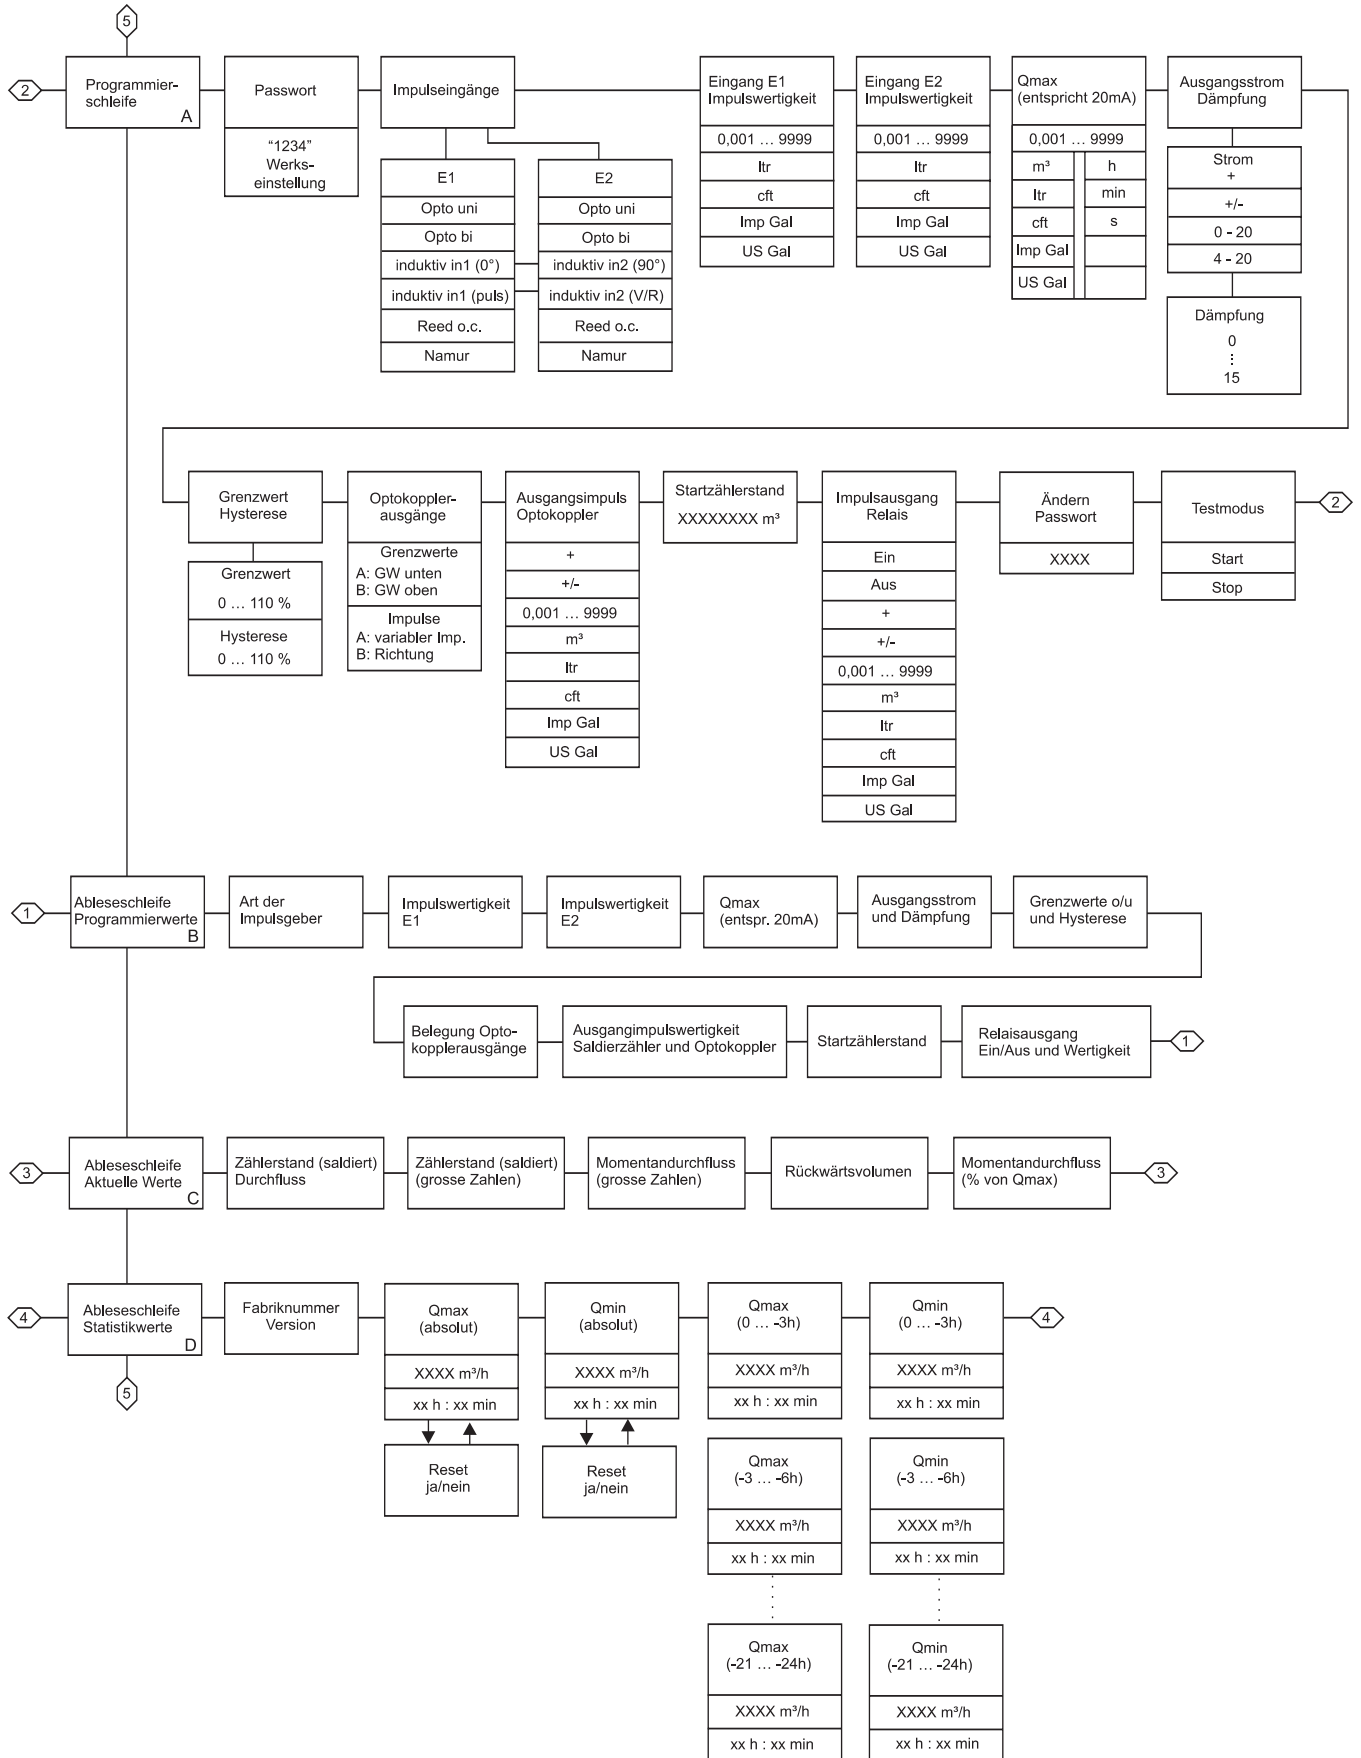 5
2
Programmier-
schleife
A
Passwort
"1234"
Werks-
einstellung
Impulseingänge
E1
Opto uni
Opto bi
induktiv in1 (0°)
induktiv in1 (puls)
Reed o.c.
Namur
E2
Opto uni
Opto bi
induktiv in2 (90°)
induktiv in2 (V/R)
Reed o.c.
Namur
Eingang E1
Impulswertigkeit
0,001 ... 9999
ltr
cft
Imp Gal
US Gal
Eingang E2
Impulswertigkeit
0,001 ... 9999
ltr
cft
Imp Gal
US Gal
Qmax
(entspricht 20mA)
0,001 ... 9999
m³ h
ltr min
cft s
Imp Gal
US Gal
Ausgangsstrom
Dämpfung
Strom
+
+/-
0 - 20
4 - 20
Dämpfung
0
⋮
15
Grenzwert
Hysterese
Grenzwert
0 ... 110 %
Hysterese
0 ... 110 %
Optokoppler-
ausgänge
Grenzwerte
A: GW unten
B: GW oben
Impulse
A: variabler Imp.
B: Richtung
Ausgangsimpuls
Optokoppler
+
+/-
0,001 ... 9999
m³
ltr
cft
Imp Gal
US Gal
Startzählerstand
XXXXXXXX m³
Impulsausgang
Relais
Ein
Aus
+
+/-
0,001 ... 9999
m³
ltr
cft
Imp Gal
US Gal
Ändern
Passwort
XXXX
Testmodus
Start
Stop
2
1
Ableseschleife
Programmierwerte
B
Art der
Impulsgeber
Impulswertigkeit
E1
Impulswertigkeit
E2
Qmax
(entspr. 20mA)
Ausgangsstrom
und Dämpfung
Grenzwerte o/u
und Hysterese
Belegung Opto-
kopplerausgänge
Ausgangimpulswertigkeit
Saldierzähler und Optokoppler
Startzählerstand
Relaisausgang
Ein/Aus und Wertigkeit
1
3
Ableseschleife
Aktuelle Werte
C
Zählerstand (saldiert)
Durchfluss
Zählerstand (saldiert)
(grosse Zahlen)
Momentandurchfluss
(grosse Zahlen)
Rückwärtsvolumen
Momentandurchfluss
(% von Qmax)
3
4
Ableseschleife
Statistikwerte
D
5
Fabriknummer
Version
Qmax
(absolut)
XXXX m³/h
xx h : xx min
Reset
ja/nein
Qmin
(absolut)
XXXX m³/h
xx h : xx min
Reset
ja/nein
Qmax
(0 ... -3h)
XXXX m³/h
xx h : xx min
Qmin
(0 ... -3h)
XXXX m³/h
xx h : xx min
4
Qmax
(-3 ... -6h)
XXXX m³/h
xx h : xx min
Qmin
(-3 ... -6h)
XXXX m³/h
xx h : xx min
Qmax
(-21 ... -24h)
XXXX m³/h
xx h : xx min
Qmin
(-21 ... -24h)
XXXX m³/h
xx h : xx min